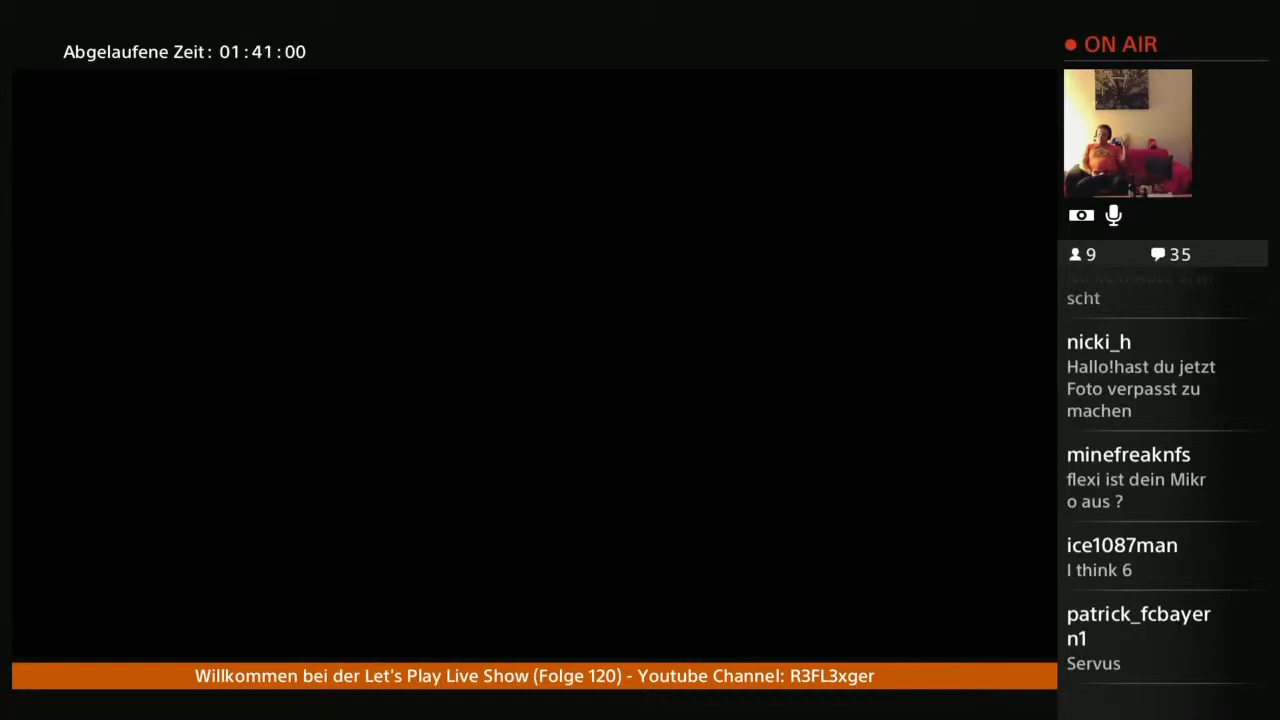 Abgelaufene Zeit: 01:41:00
ON AIR
9
35
scht
nicki_h
Hallo!hast du jetzt
Foto verpasst zu
machen
minefreaknfs
flexi ist dein Mikr
o aus ?
ice1087man
I think 6
patrick_fcbayer
n1
Servus
Willkommen bei der Let's Play Live Show (Folge 120) - Youtube Channel: R3FL3xger